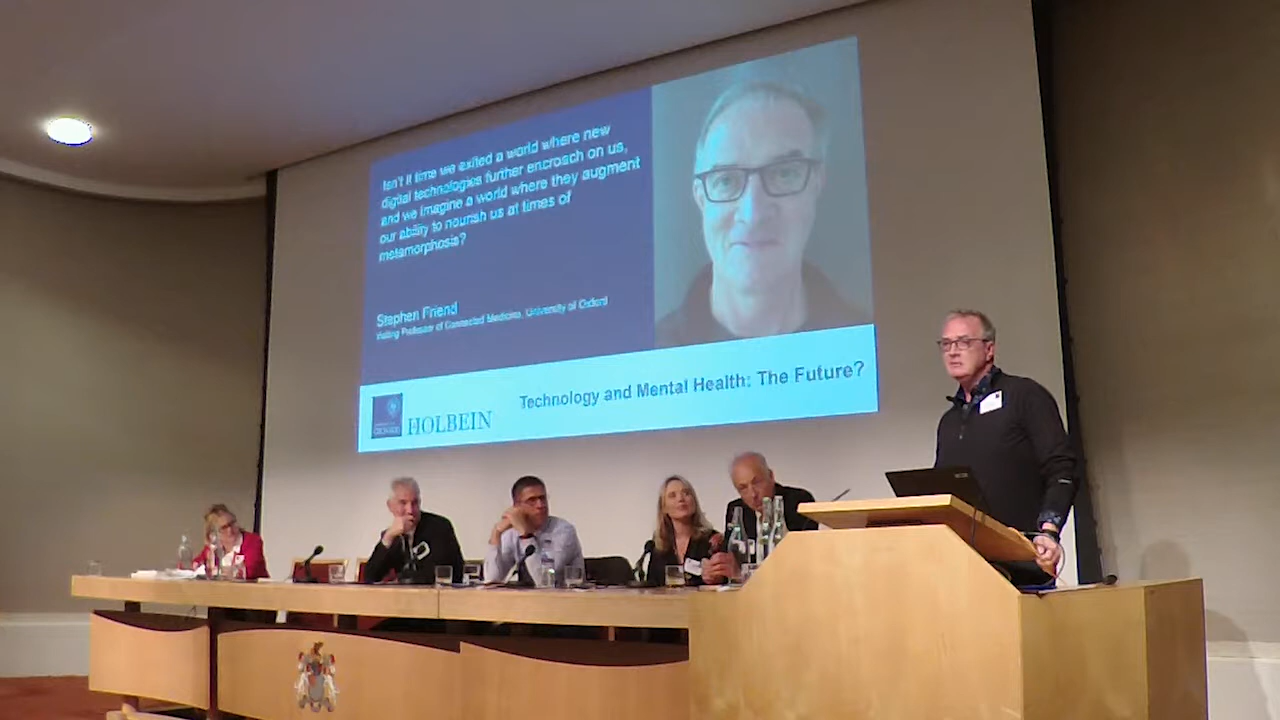 Isn't it time we exited a world where new
digital technologies further encroach on us,
and we imagine a world where they augment
our ability to nourish us at times of
metamorphosis?
Stephen Friend
Visiting Professor of Connected Medicine, University of Oxford
OXFORD
HOLBEIN
Technology and Mental Health: The Future?